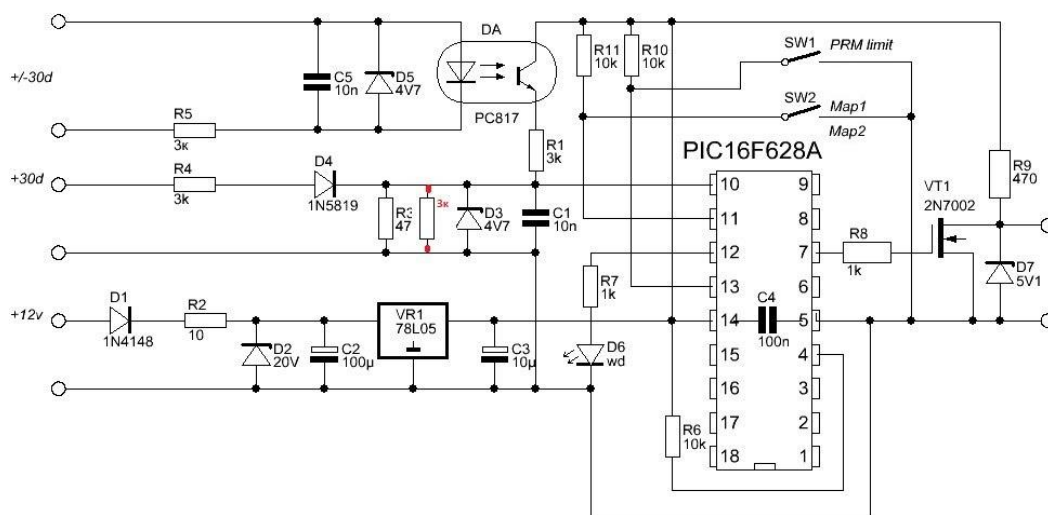 DA
SW1
PRM limit
R11
10k
R10
10k
+/-30d
C5
10n
D5
4V7
SW2
Map1
Map2
PC817
R5
3к
R1
3k
PIC16F628A
R9
470
+30d
R4
3k
D4
1N5819
R3
47
3к
D3
4V7
C1
10n
10
9
11
8
12
7
13
6
14
5
15
4
16
3
17
2
18
1
VT1
2N7002
R8
1k
D7
5V1
R7
1k
C4
100n
+12v
D1
1N4148
R2
10
D2
20V
C2
100µ
VR1
78L05
C3
10µ
D6
wd
R6
10k